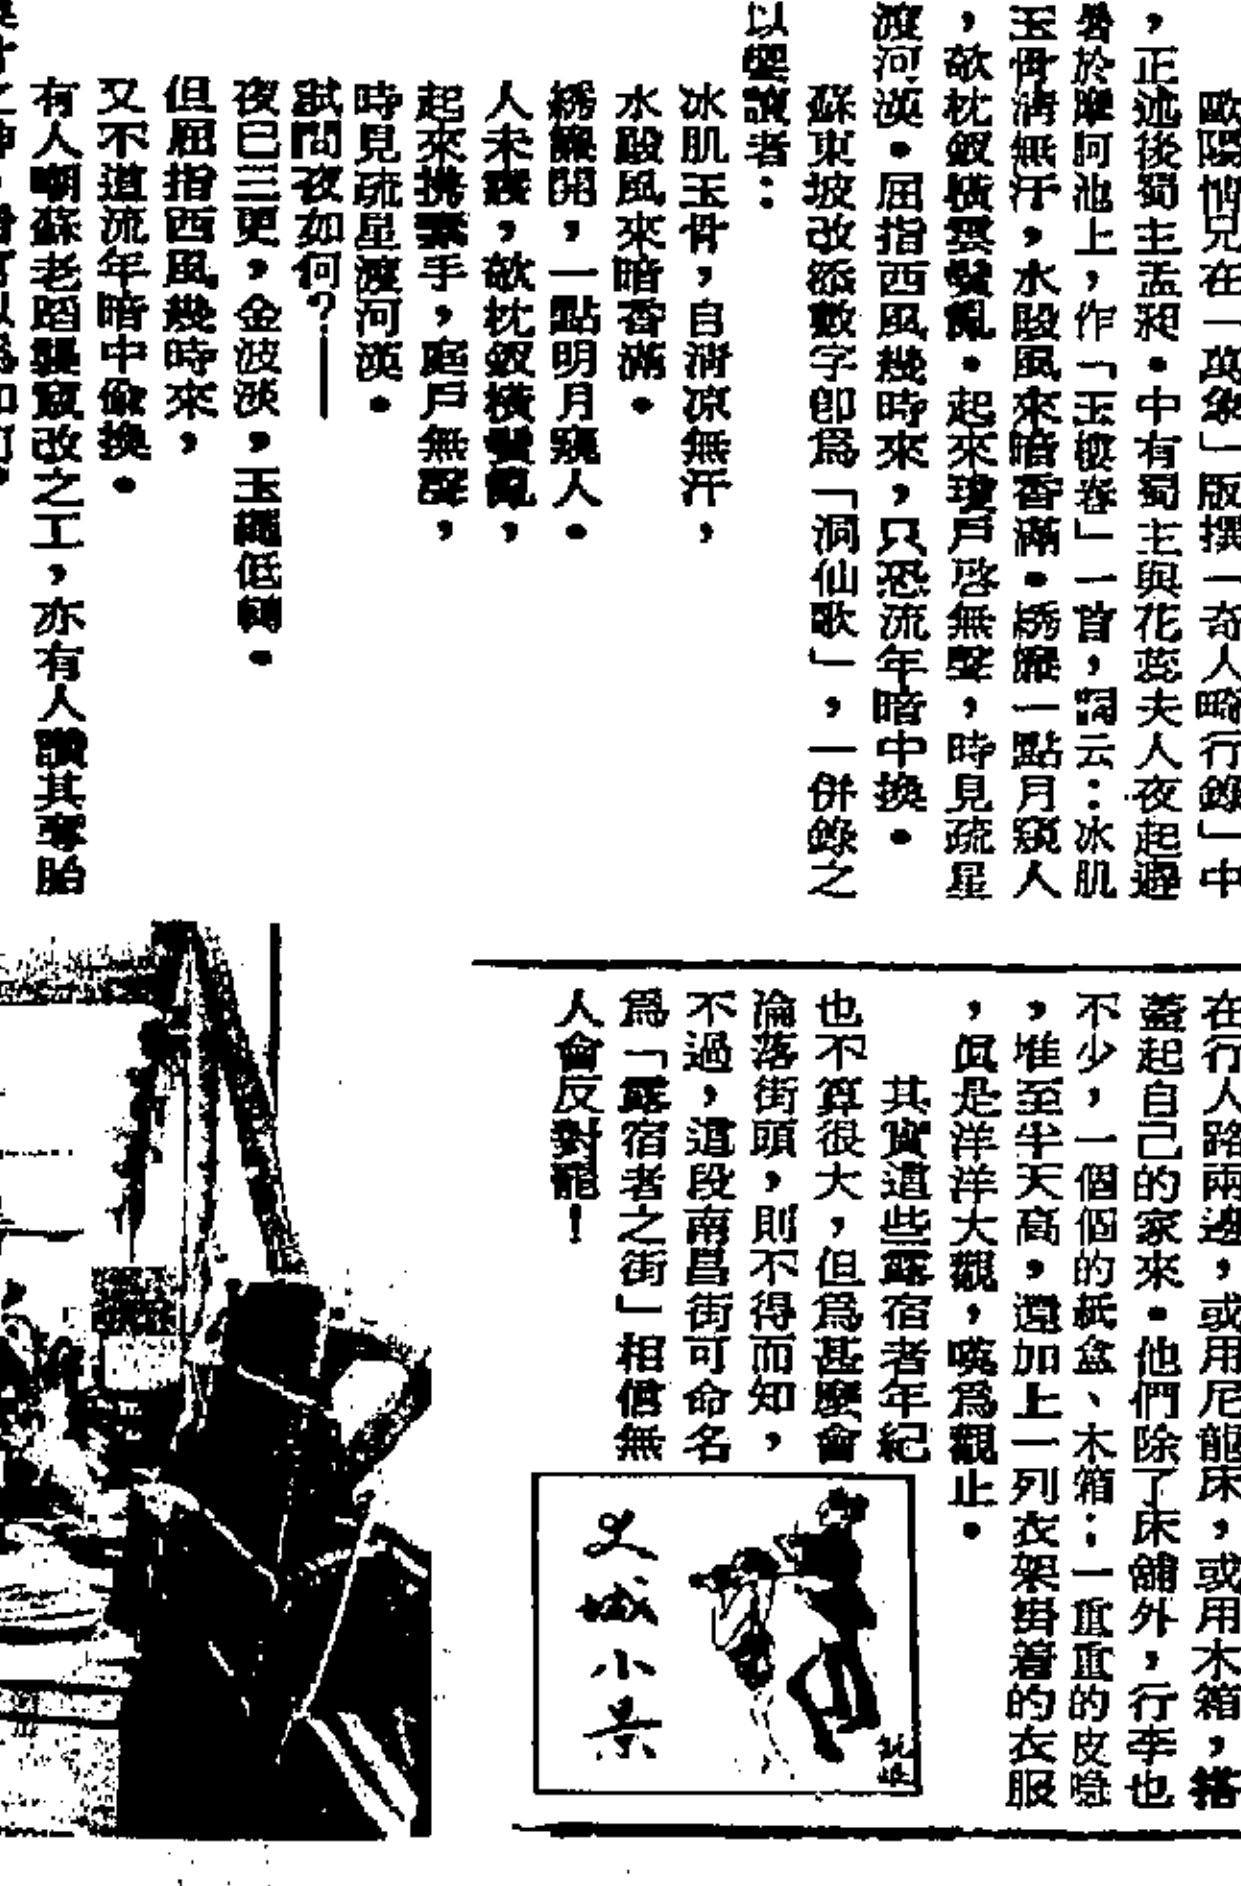 歐陽博兄在「萬象」版撰「奇人略行錄」中
，正述後蜀主孟昶。中有蜀主與花蕊夫人夜起避
暑於摩訶池上，作「玉樓春」一首，詞云：冰肌
玉骨清無汗，水殿風來暗香滿。綉簾一點月窺人
，欹枕釵橫雲鬢亂。起來瓊戶啓無聲，時見疏星
渡河漢。屈指西風幾時來，只恐流年暗中換。
蘇東坡改添數字卽爲「洞仙歌」，一併錄之
以饗讀者：
冰肌玉骨，自清凉無汗，
水殿風來暗香滿。
綉簾開，一點明月窺人。
人未寢，欹枕釵橫鬢亂，
起來携素手，庭戶無聲，
時見疏星渡河漢。
試問夜如何？——
夜已三更，金波淡，玉繩低轉。
但屈指西風幾時來，
又不道流年暗中偷換。
有人嘲蘇老蹈襲竄改之工，亦有人讚其奪胎
在行人路兩邊，或用尼龍床，或用木箱，搭
蓋起自己的家來。他們除了床舖外，行李也
不少，一個個的紙盒、木箱：一重重的皮喼
，堆至半天高，還加上一列衣架掛着的衣服
，眞是洋洋大觀，嘆爲觀止。
其實這些露宿者年紀
也不算很大，但爲甚麼會
淪落街頭，則不得而知，
不過，這段南昌街可命名
爲「露宿者之街」相信無
人會反對罷！
城小景